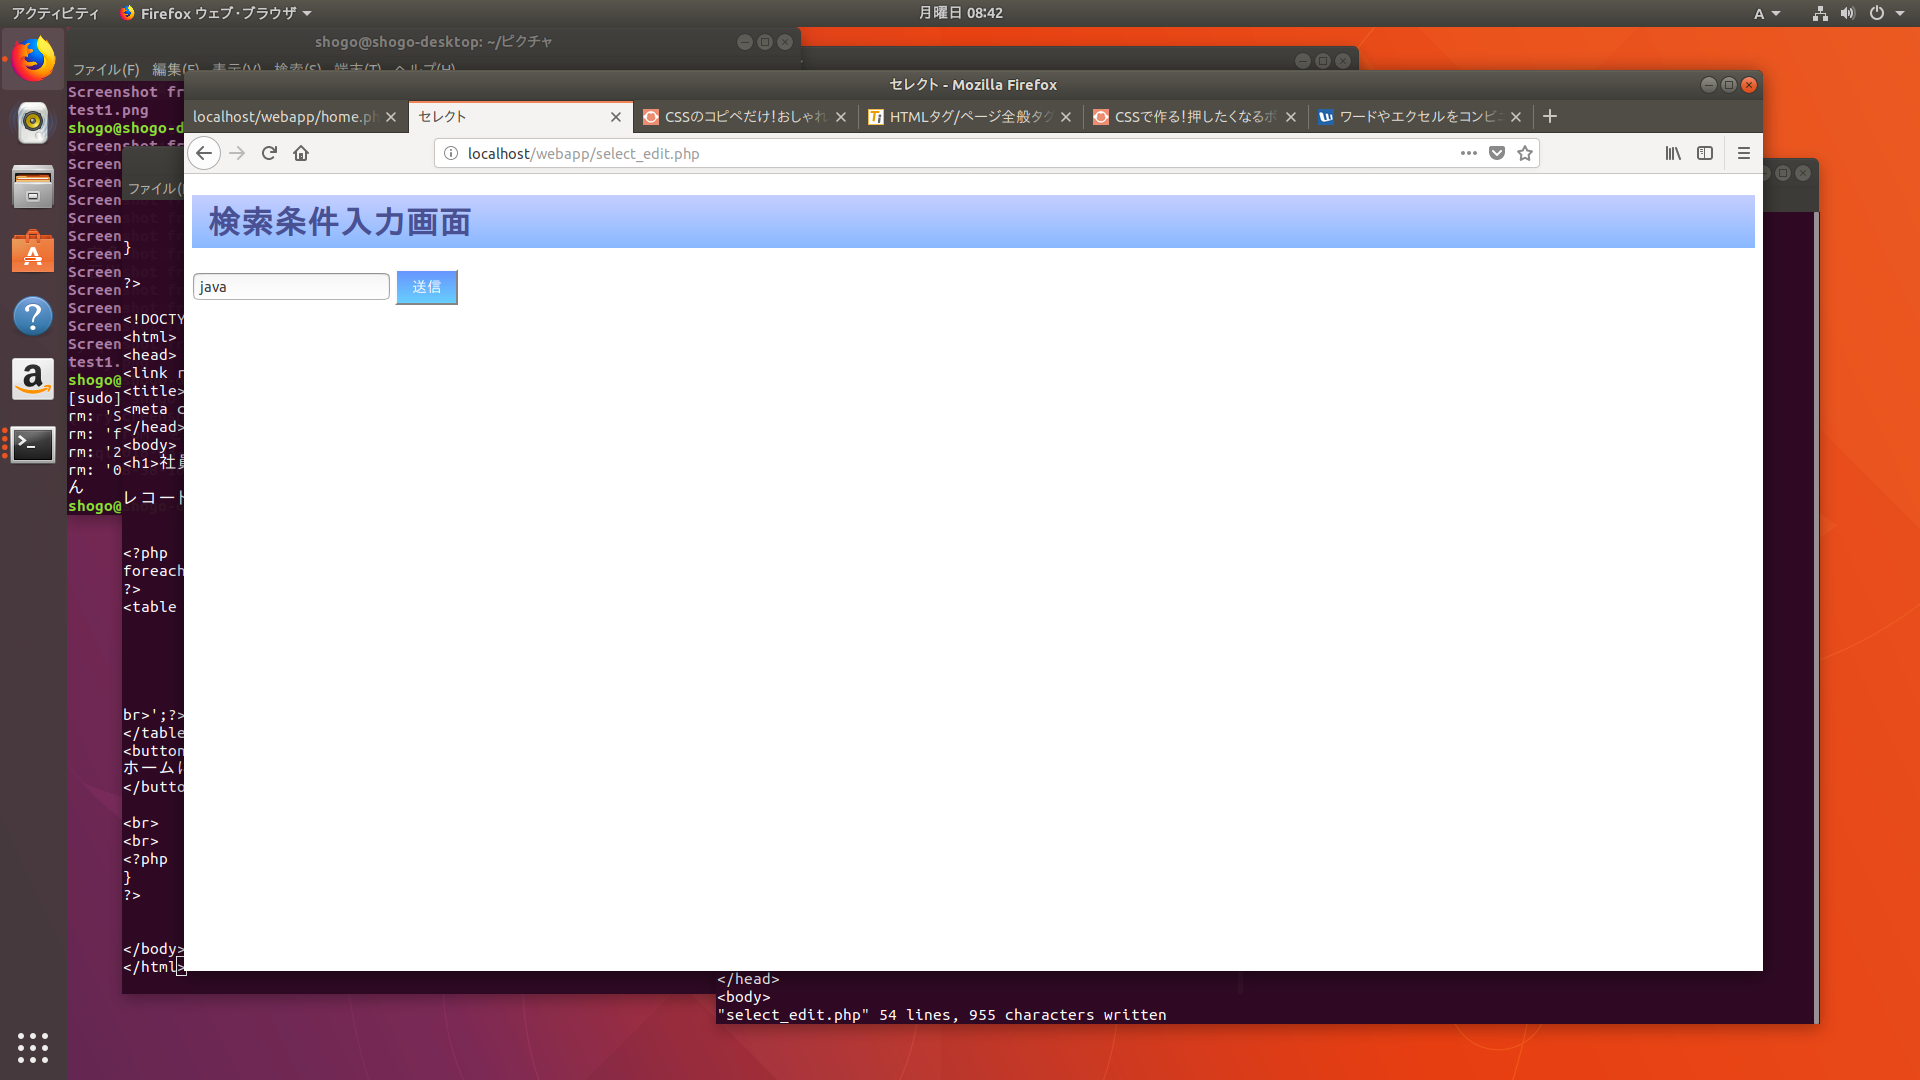 アクティビティ
Firefox ウェブ・ブラウザ
月曜日 08:42
A
shogo@shogo-desktop: ~/ピクチャ
ファイル(F) 編集(E) 表示(V) 検索(S) 端末(T) ヘルプ(H)
セレクト - Mozilla Firefox
localhost/webapp/home.ph
セレクト
CSSのコピペだけ!おしゃれ
HTMLタグ/ページ全般タグ
CSSで作る!押したくなるボ
ワードやエクセルをコンビニ
localhost/webapp/select_edit.php
検索条件入力画面
java
送信
Screenshot fr
test1.png
shogo@shogo-d
Screenshot fr
Screen
Screen
Screen
Screen
Screen
Screen
Screen
Screen
Screen
Screen
Screen
test1.
shogo@
[sudo]
rm: 'S
rm: 'f
rm: '2
rm: '0
ん
shogo@
ファイル(
}
?>
<!DOCTY
<html>
<head>
<link r
<title>
<meta c
</head>
<body>
<h1>社員
レコード
<?php
foreach
?>
<table
br>';?>
</table
<button
ホームに
</butto
<br>
<br>
<?php
}
?>
</body>
</html>
</head>
<body>
"select_edit.php" 54 lines, 955 characters written